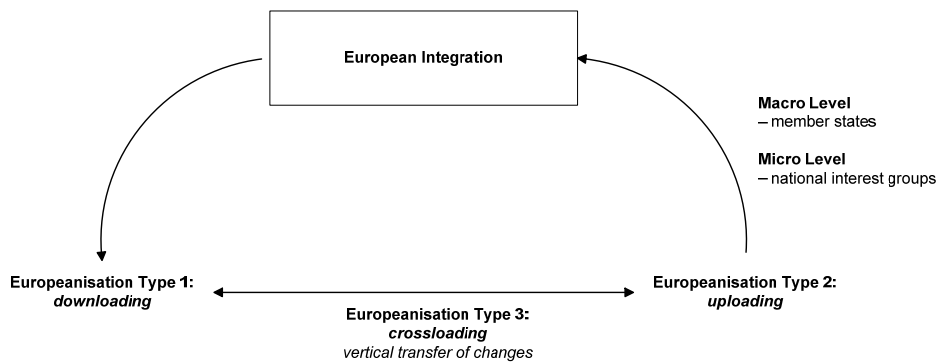 European Integration
Macro Level
– member states
Micro Level
– national interest groups
Europeanisation Type 1:
downloading
Europeanisation Type 2:
uploading
Europeanisation Type 3:
crossloading
vertical transfer of changes